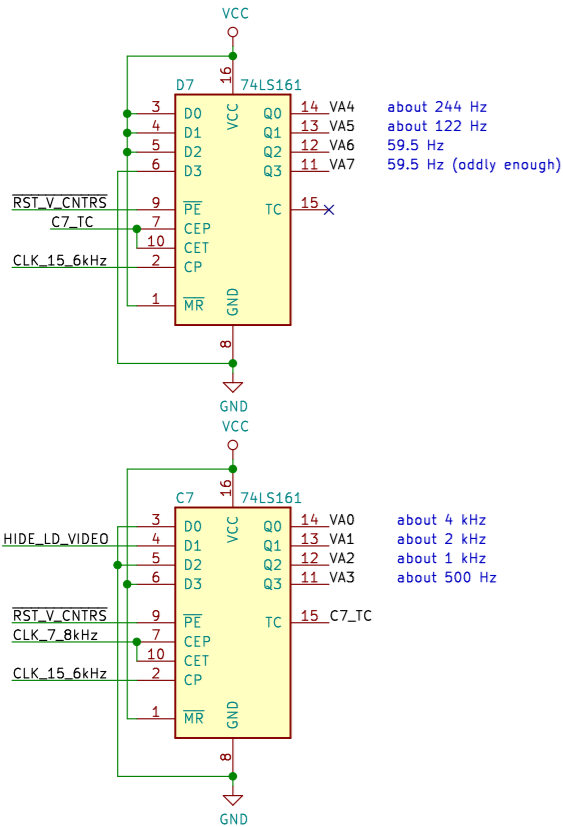 VCC
16
D7 74LS161
VCC
3 D0 Q0 14 VA4 about 244 Hz
4 D1 Q1 13 VA5 about 122 Hz
5 D2 Q2 12 VA6 59.5 Hz
6 D3 Q3 11 VA7 59.5 Hz (oddly enough)
RST_V_CNTRS 9 PE TC 15
C7_TC 7 CEP
10 CET
CLK_15_6kHz 2 CP
1 MR GND
8
GND
VCC
16
C7 74LS161
VCC
3 D0 Q0 14 VA0 about 4 kHz
HIDE_LD_VIDEO 4 D1 Q1 13 VA1 about 2 kHz
5 D2 Q2 12 VA2 about 1 kHz
6 D3 Q3 11 VA3 about 500 Hz
RST_V_CNTRS 9 PE TC 15 C7_TC
CLK_7_8kHz 7 CEP
10 CET
CLK_15_6kHz 2 CP
1 MR GND
8
GND